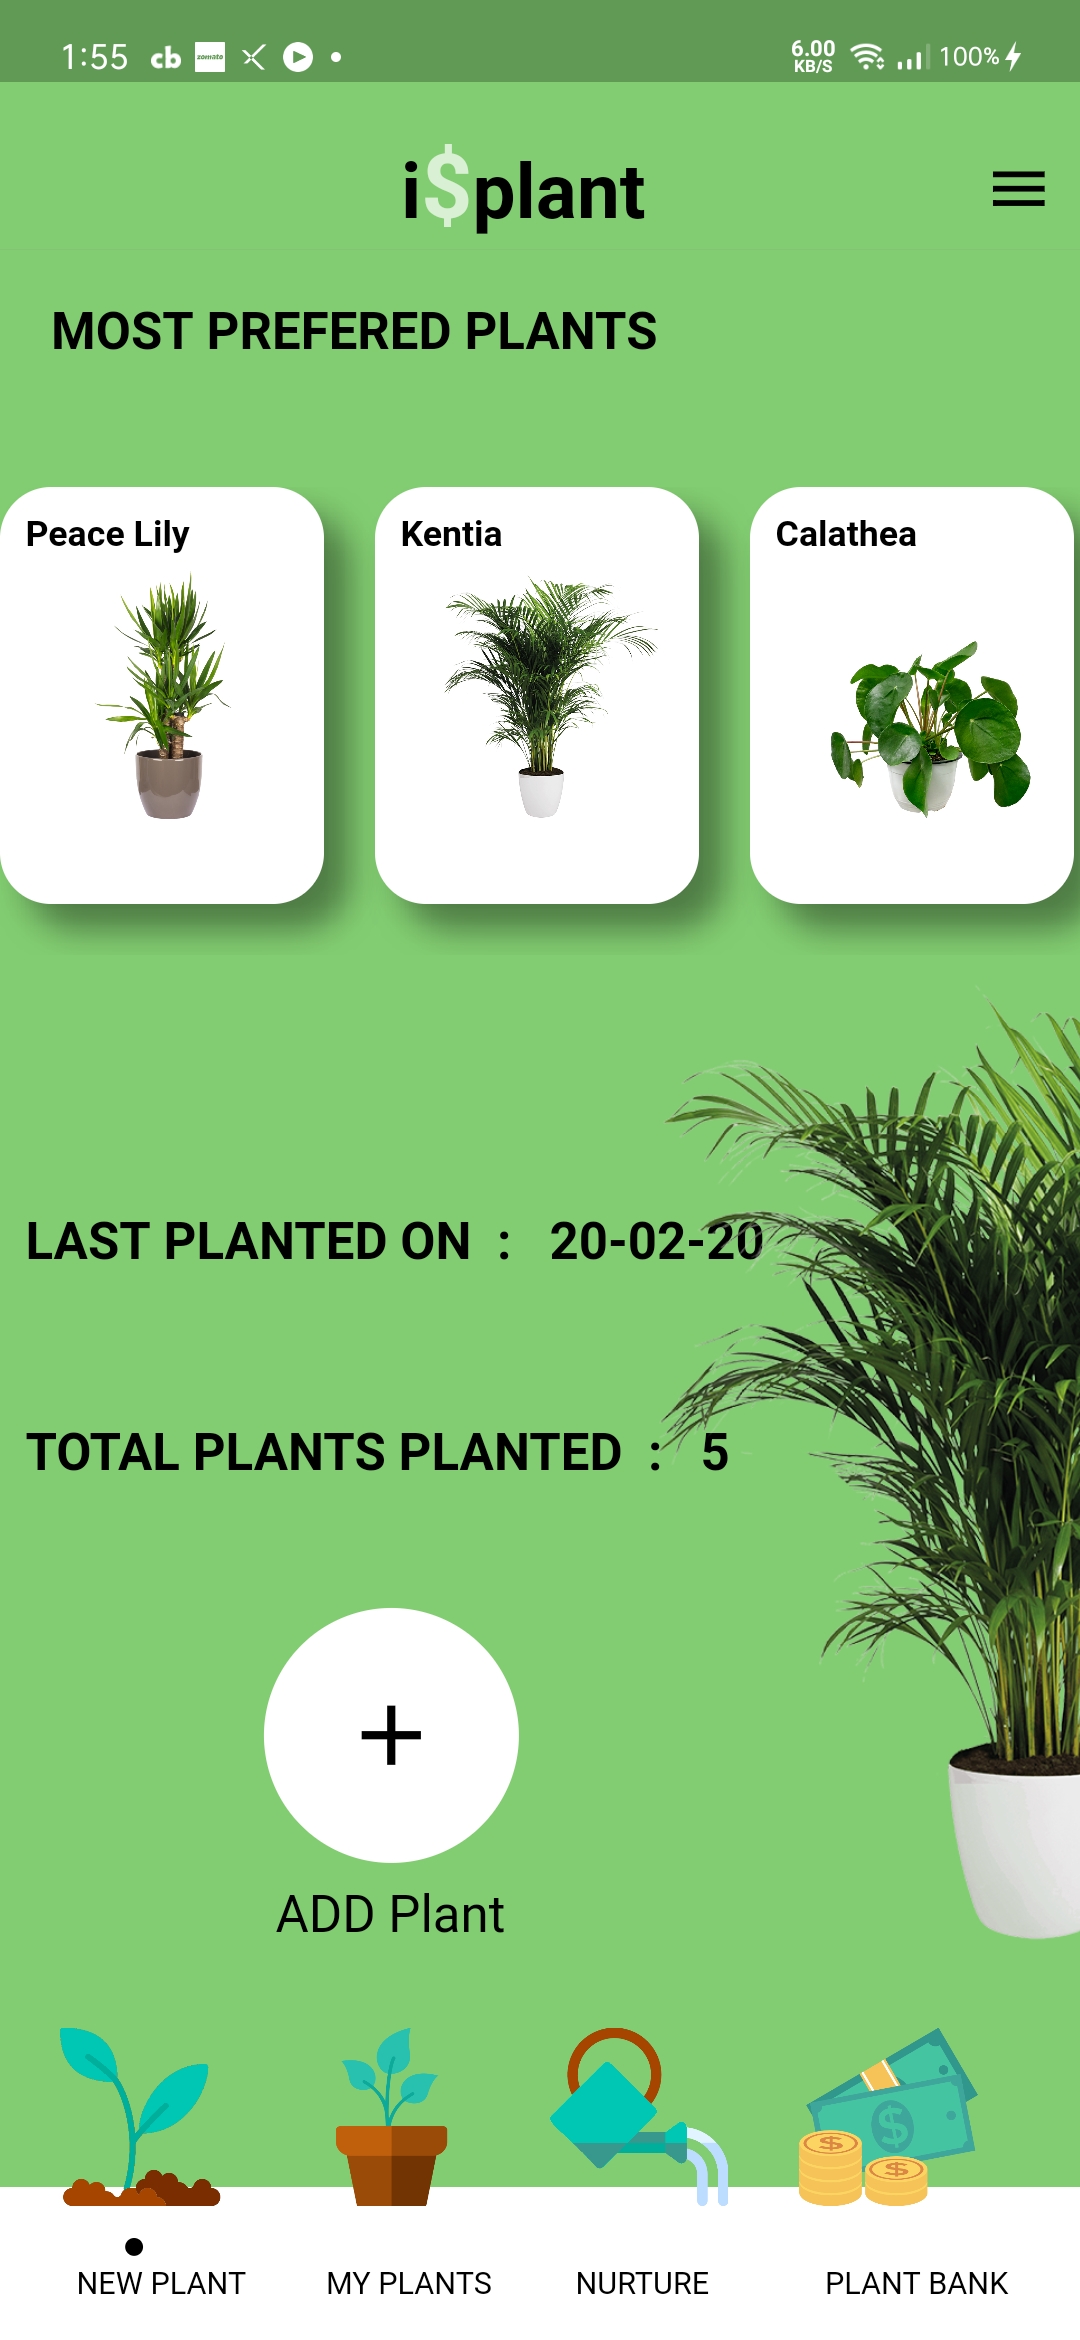 1:55 cb zomato 6.00 KB/S 100%
i$plant
MOST PREFERED PLANTS
Peace Lily Kentia Calathea
LAST PLANTED ON : 20-02-20
TOTAL PLANTS PLANTED : 5
ADD Plant
NEW PLANT MY PLANTS NURTURE PLANT BANK